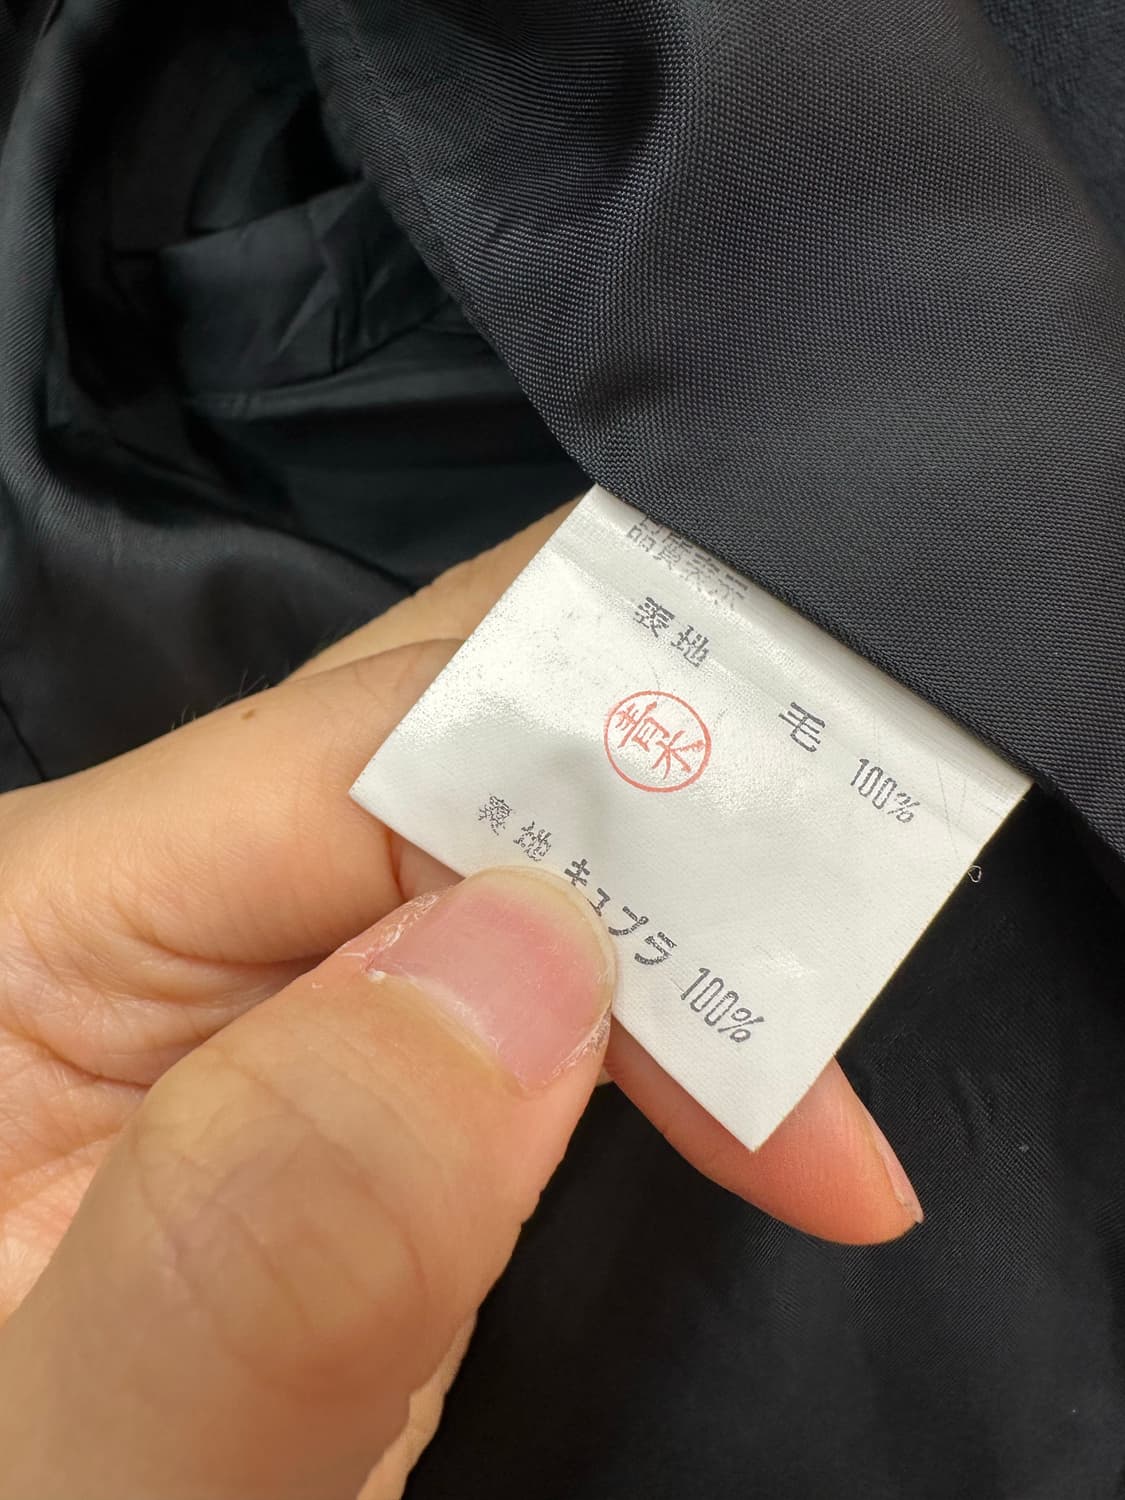 品質表示
表地
毛 100%
青木
裏地
キュプラ 100%